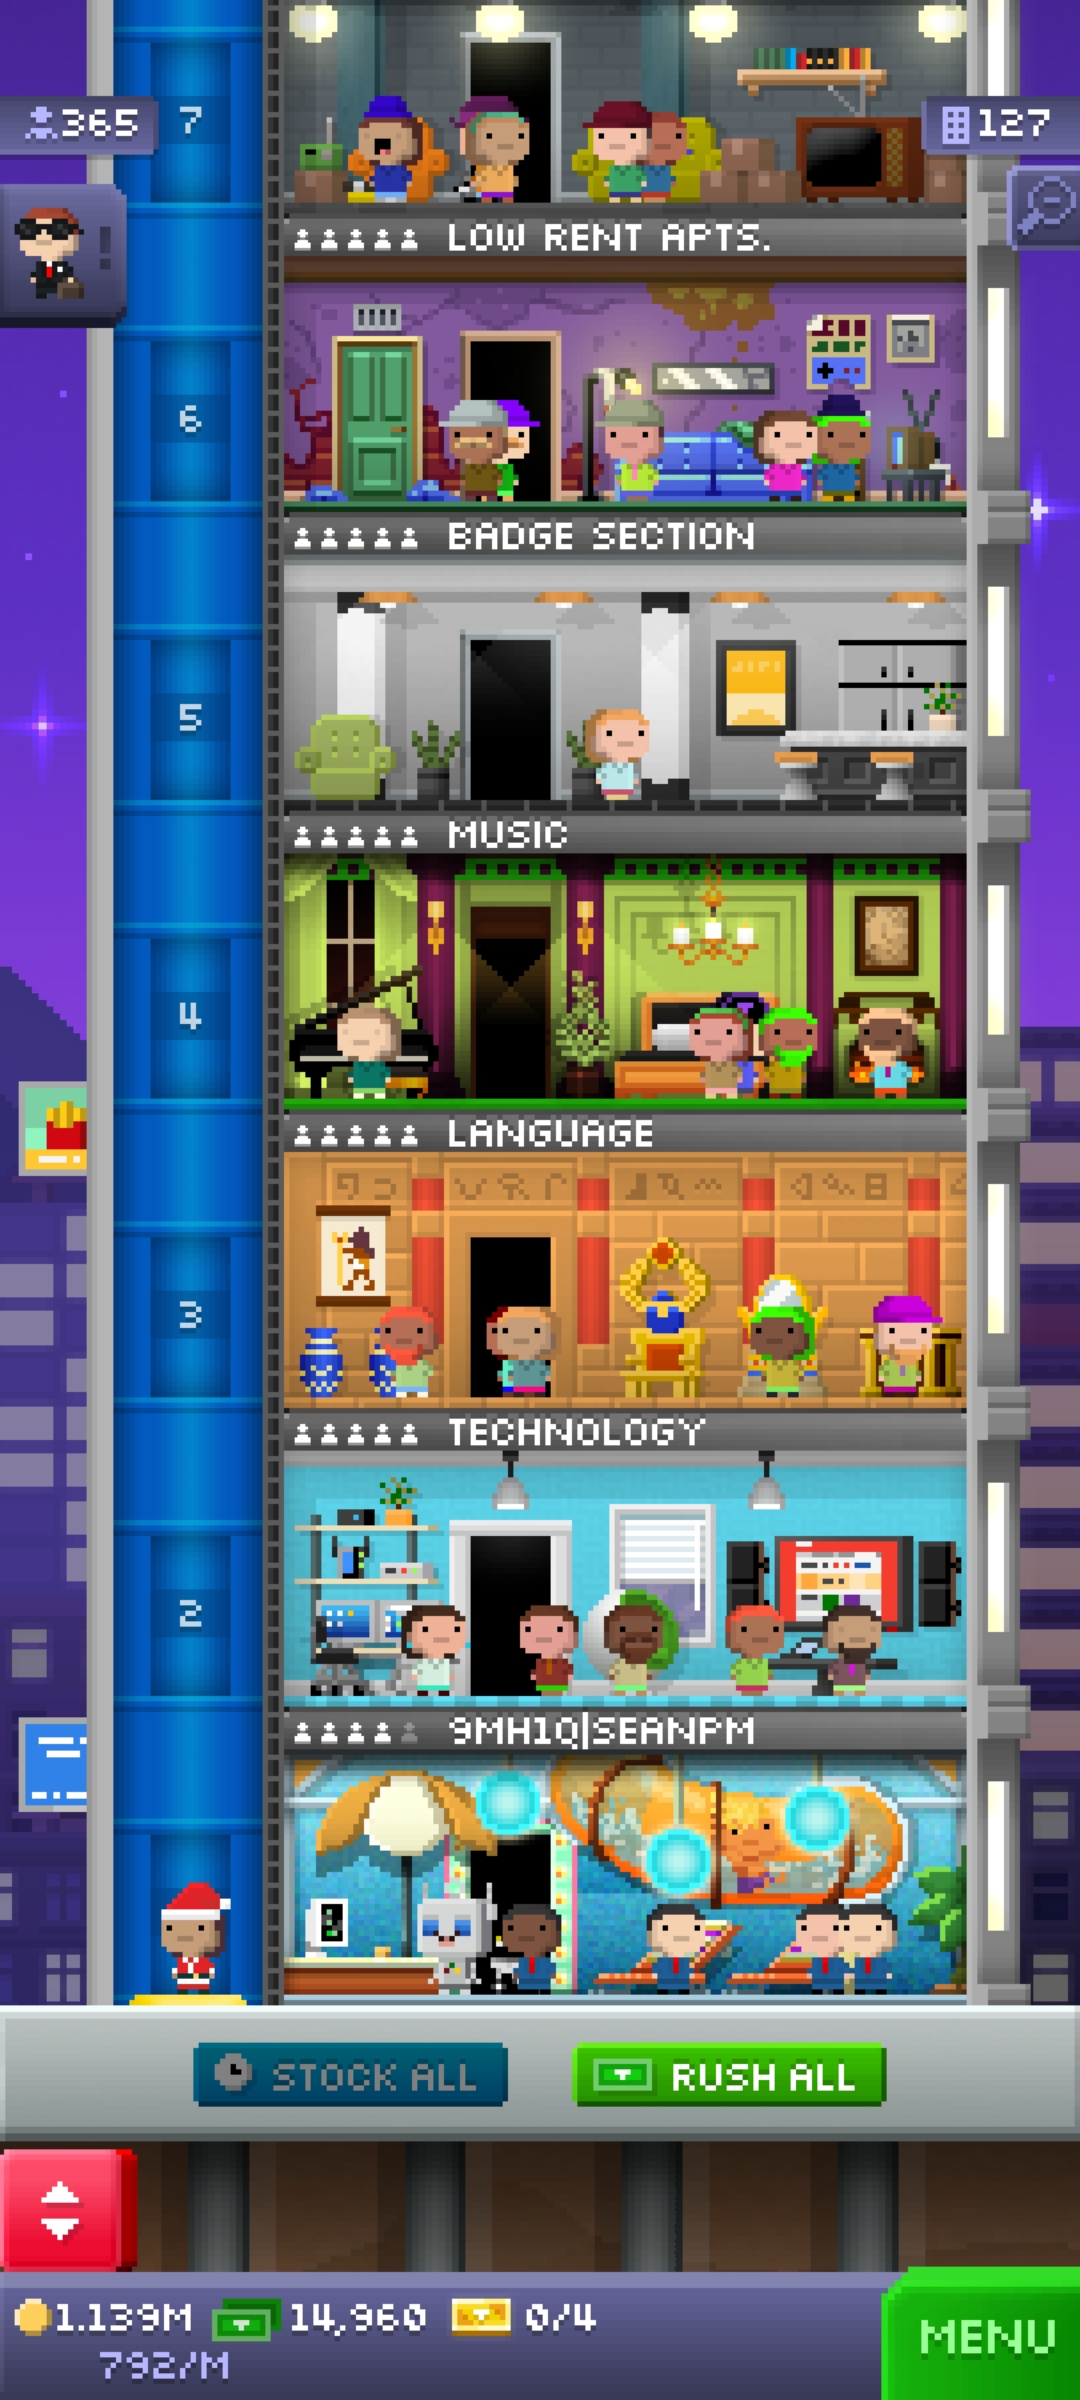 365
7
127
LOW RENT APTS.
6
BADGE SECTION
5
MUSIC
4
LANGUAGE
3
TECHNOLOGY
2
9MH1Q|SEANPM
STOCK ALL
RUSH ALL
1.139M
14,960
0/4
792/M
MENU